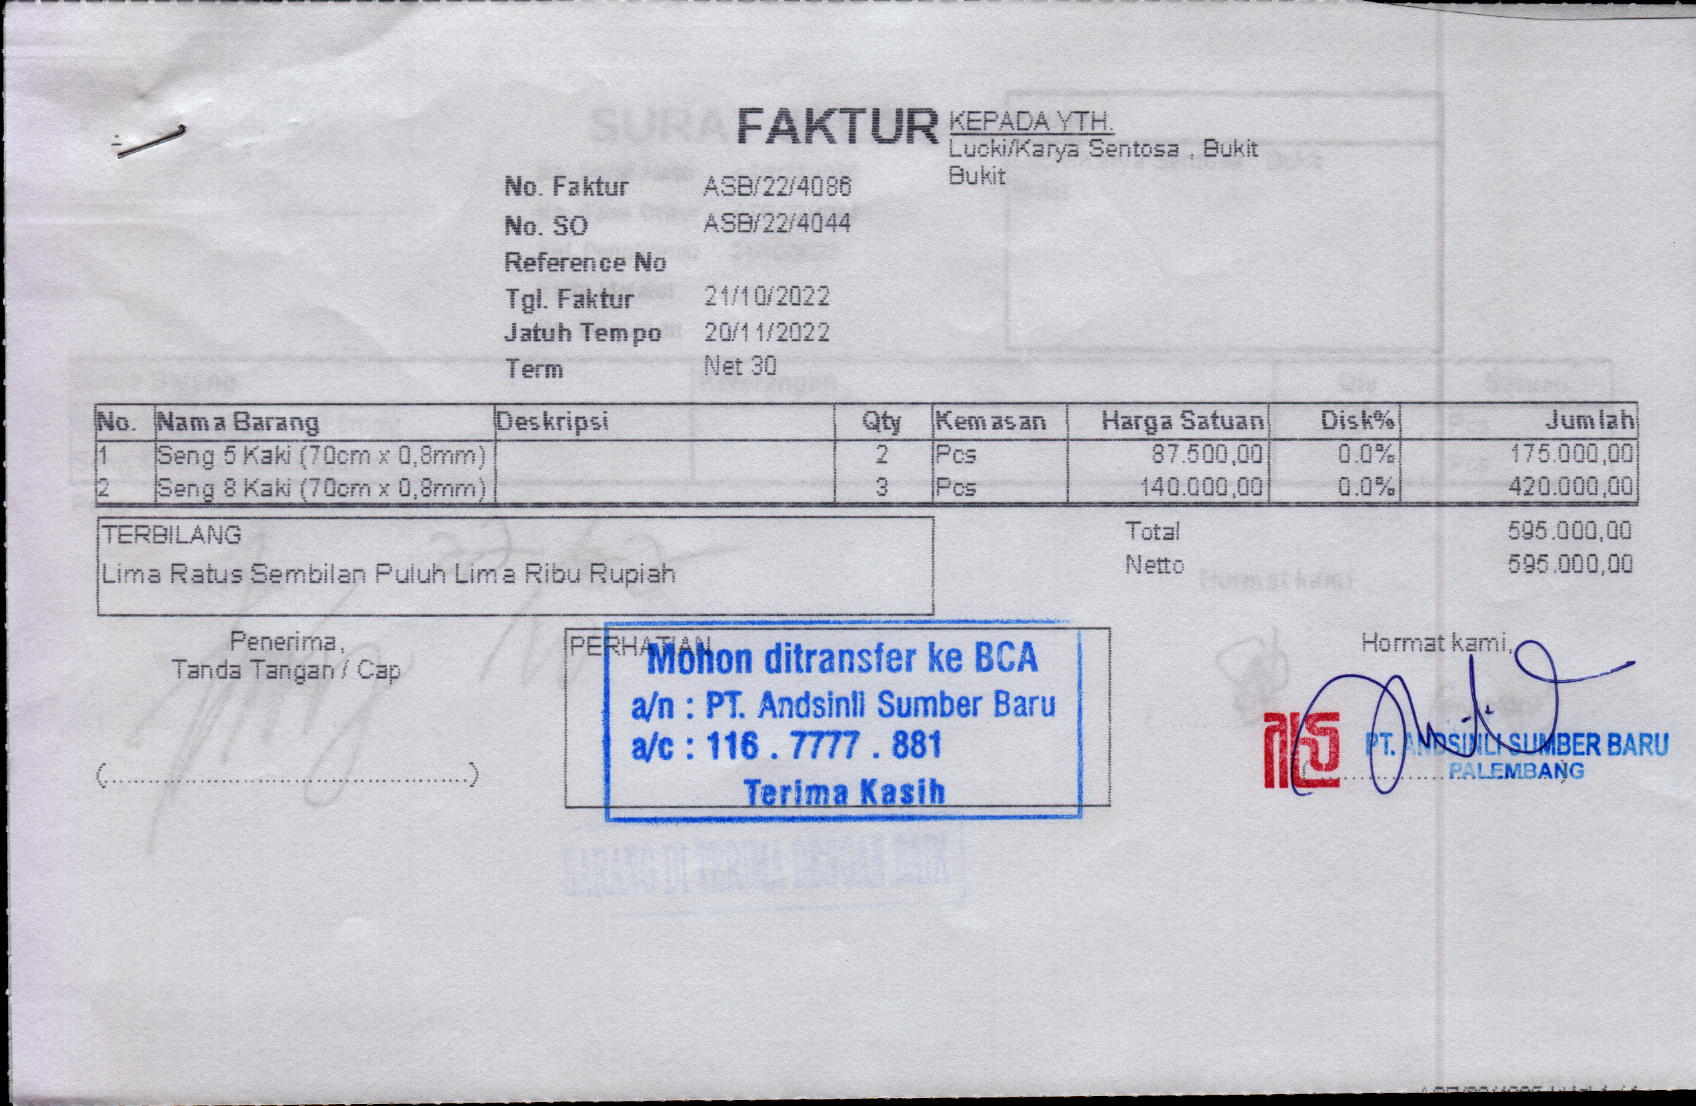 FAKTUR
KEPADA YTH.
Lucki/Karya Sentosa , Bukit
Bukit
No. Faktur ASB/22/4086
No. SO ASB/22/4044
Reference No
Tgl. Faktur 21/10/2022
Jatuh Tempo 20/11/2022
Term Net 30
No. Nama Barang Deskripsi Qty Kemasan Harga Satuan Disk% Jumlah
1 Seng 5 Kaki (70cm x 0,8mm) 2 Pcs 87.500,00 0.0% 175.000,00
2 Seng 8 Kaki (70cm x 0,8mm) 3 Pcs 140.000,00 0.0% 420.000,00
TERBILANG
Lima Ratus Sembilan Puluh Lima Ribu Rupiah
Total 595.000,00
Netto 595.000,00
Penerima,
Tanda Tangan / Cap
(..................................................)
PERHATIAN
Mohon ditransfer ke BCA
a/n : PT. Andsinli Sumber Baru
a/c : 116 . 7777 . 881
Terima Kasih
Hormat kami,
PT. ANDSINLI SUMBER BARU
PALEMBANG
BARANG DI TERIMA DENGAN BAIK